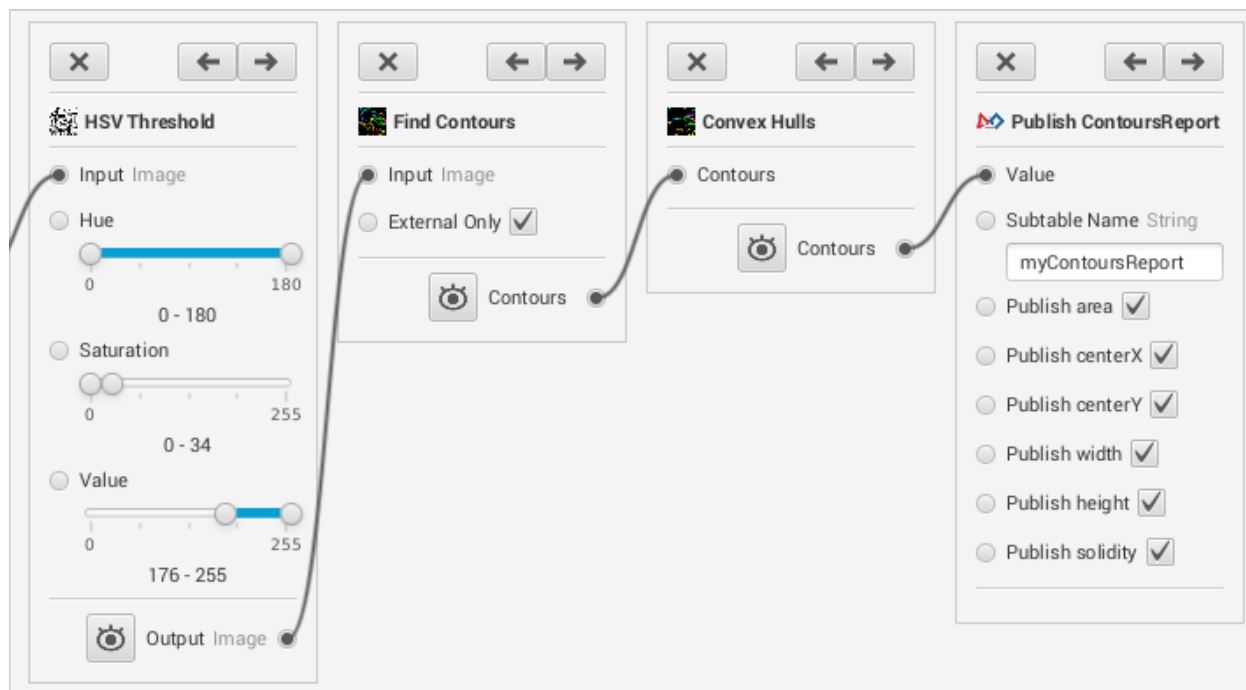 HSV Threshold
Input Image
Hue
0 180
0 - 180
Saturation
0 255
0 - 34
Value
0 255
176 - 255
Output Image
Find Contours
Input Image
External Only
Contours
Convex Hulls
Contours
Contours
Publish ContoursReport
Value
Subtable Name String
myContoursReport
Publish area
Publish centerX
Publish centerY
Publish width
Publish height
Publish solidity